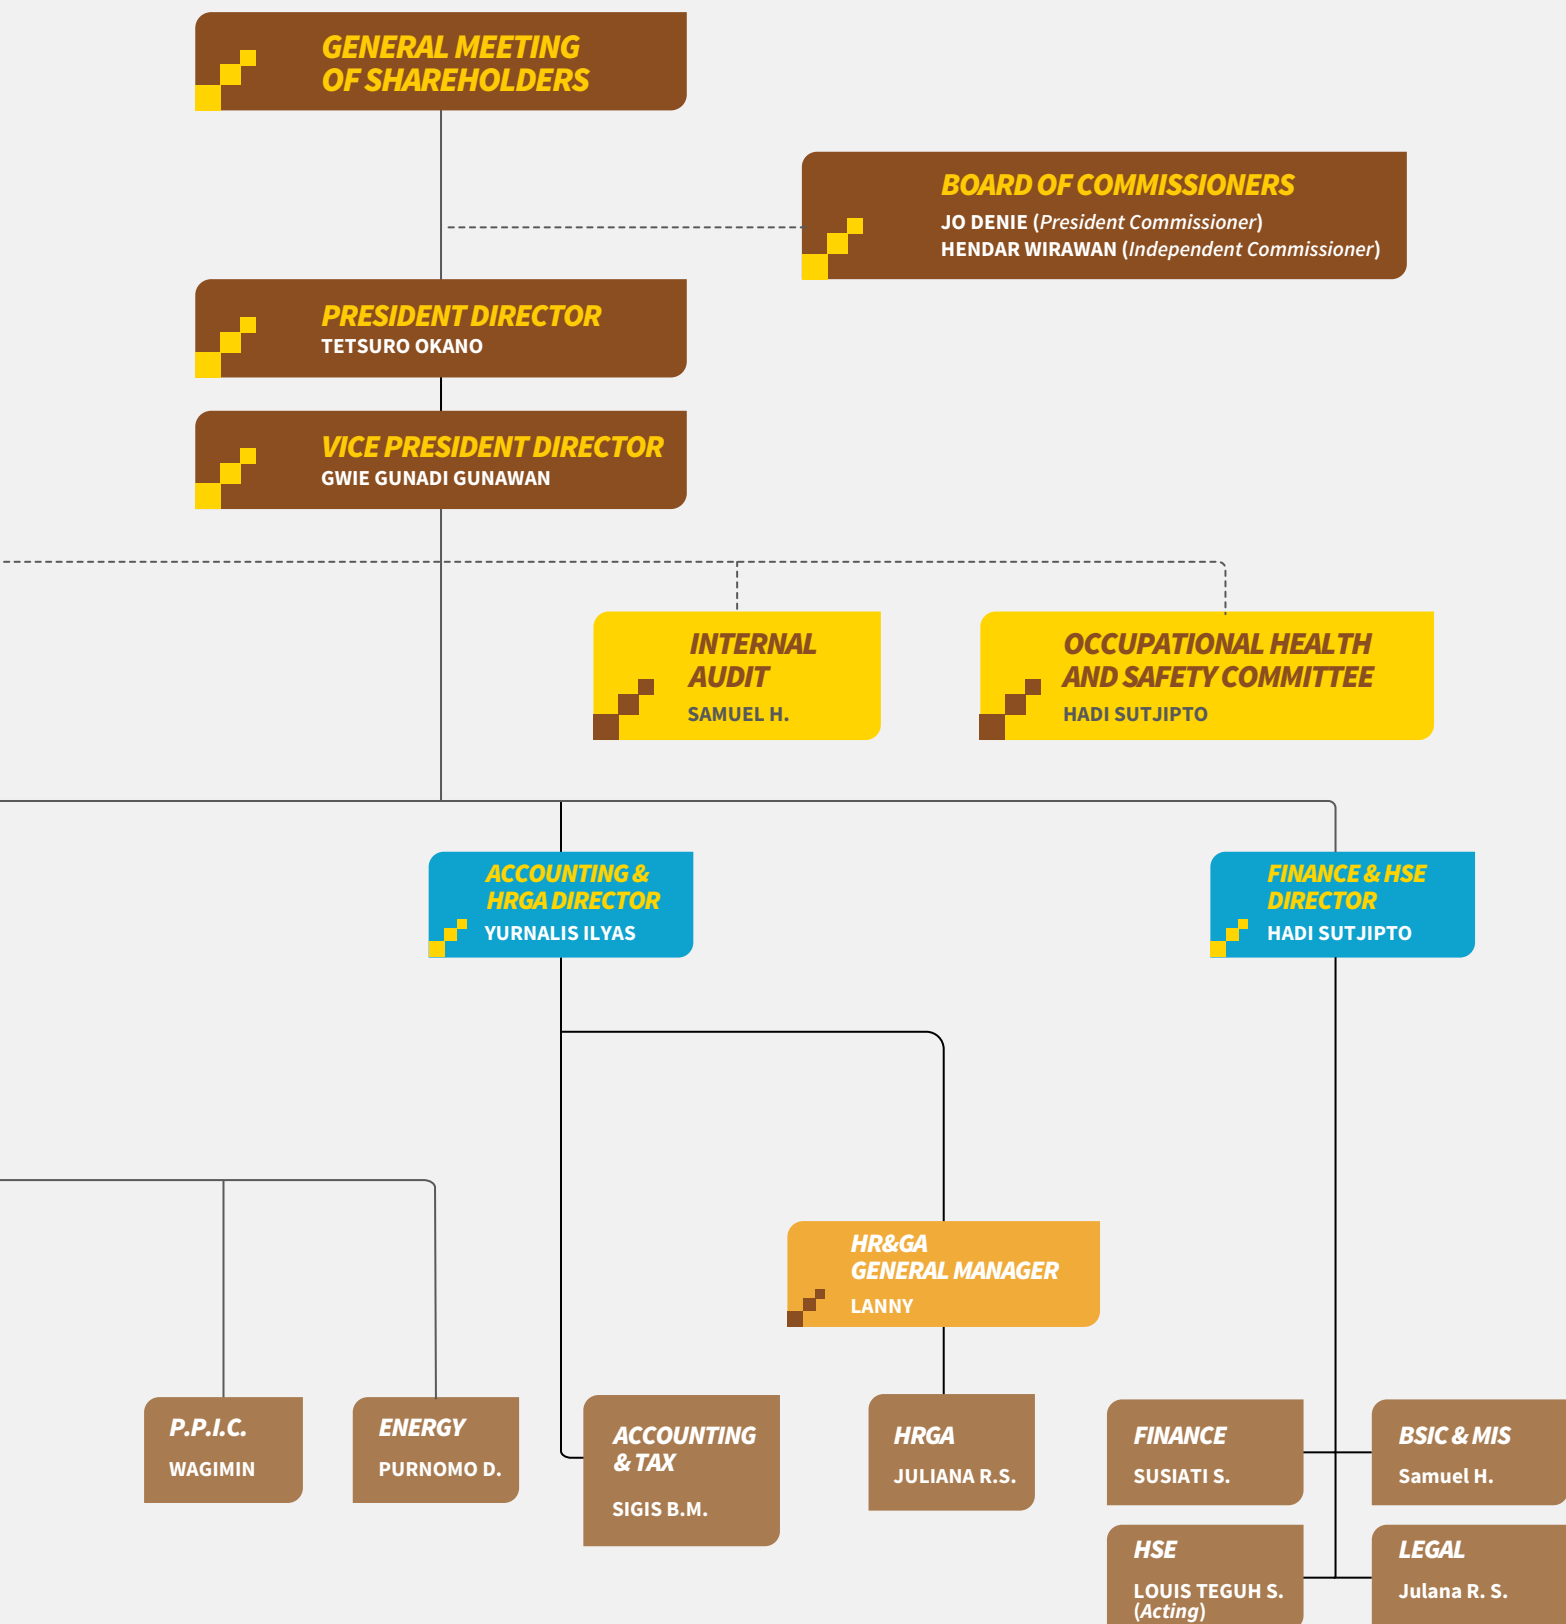 GENERAL MEETING
OF SHAREHOLDERS
BOARD OF COMMISSIONERS
JO DENIE (President Commissioner)
HENDAR WIRAWAN (Independent Commissioner)
PRESIDENT DIRECTOR
TETSURO OKANO
VICE PRESIDENT DIRECTOR
GWIE GUNADI GUNAWAN
INTERNAL
AUDIT
SAMUEL H.
OCCUPATIONAL HEALTH
AND SAFETY COMMITTEE
HADI SUTJIPTO
ACCOUNTING &
HRGA DIRECTOR
YURNALIS ILYAS
FINANCE & HSE
DIRECTOR
HADI SUTJIPTO
HR&GA
GENERAL MANAGER
LANNY
P.P.I.C.
WAGIMIN
ENERGY
PURNOMO D.
ACCOUNTING
& TAX
SIGIS B.M.
HRGA
JULIANA R.S.
FINANCE
SUSIATI S.
BSIC & MIS
Samuel H.
HSE
LOUIS TEGUH S.
(Acting)
LEGAL
Julana R. S.